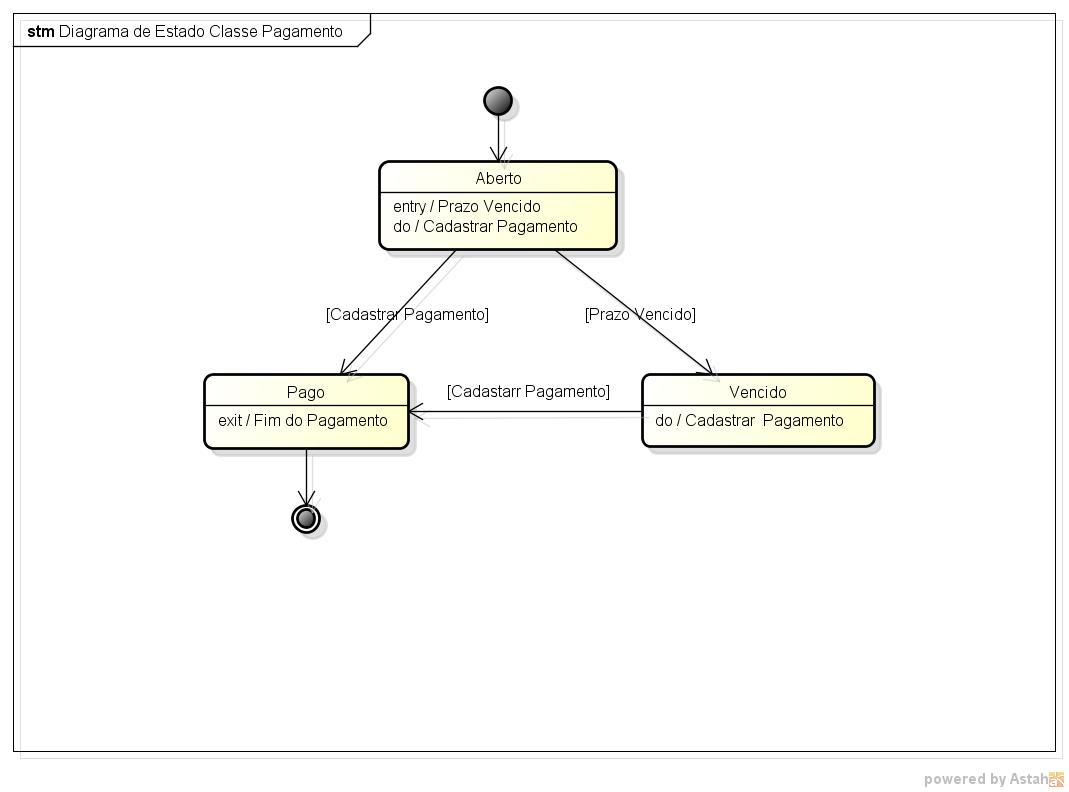 stm Diagrama de Estado Classe Pagamento
Aberto
entry / Prazo Vencido
do / Cadastrar Pagamento
[Cadastrar Pagamento]
[Prazo Vencido]
Pago
exit / Fim do Pagamento
[Cadastarr Pagamento]
Vencido
do / Cadastrar  Pagamento
powered by Astah